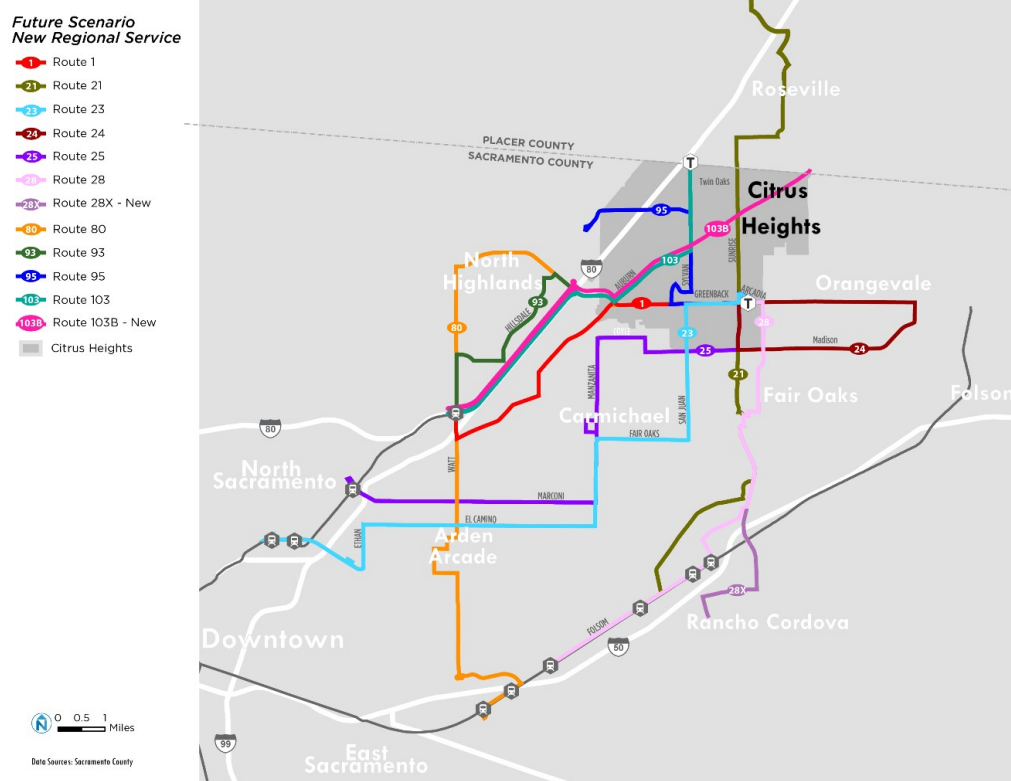 Future Scenario
New Regional Service
1 Route 1
21 Route 21
23 Route 23
24 Route 24
25 Route 25
28 Route 28
28X Route 28X - New
80 Route 80
93 Route 93
95 Route 95
103 Route 103
103B Route 103B - New
Citrus Heights
N
0 0.5 1
Miles
Data Sources: Sacramento County
Roseville
PLACER COUNTY
SACRAMENTO COUNTY
T
Twin Oaks
Citrus
Heights
95
103B
SUNRISE
North
Highlands
80
103
SYLVAN
AUBURN
GREENBACK
ARCADIA
T
Orangevale
93
HILLSDALE
1
28
80
23
COYLE
Madison
24
25
21
MANZANITA
Fair Oaks
Folsom
Carmichael
SAN JUAN
FAIR OAKS
80
WATT
North
Sacramento
MARCONI
EL CAMINO
ETHAN
Arden
Arcade
28X
Rancho Cordova
FOLSOM
Downtown
50
99
East
Sacramento